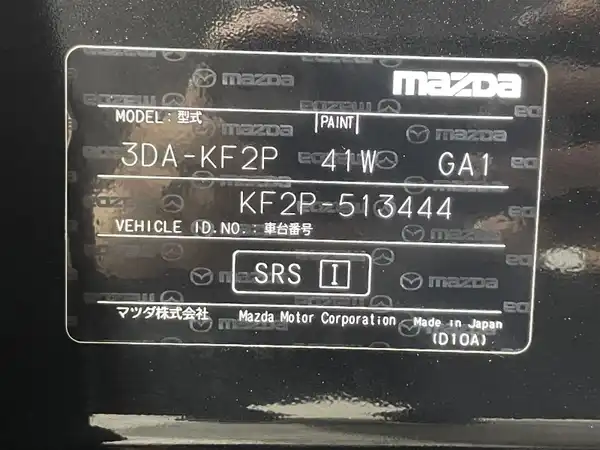 mazda
MODEL:型式 PAINT
3DA-KF2P 41W GA1
KF2P-513444
VEHICLE ID.NO.:車台番号
SRS I
マツダ株式会社 Mazda Motor Corporation Made in Japan
(D10A)